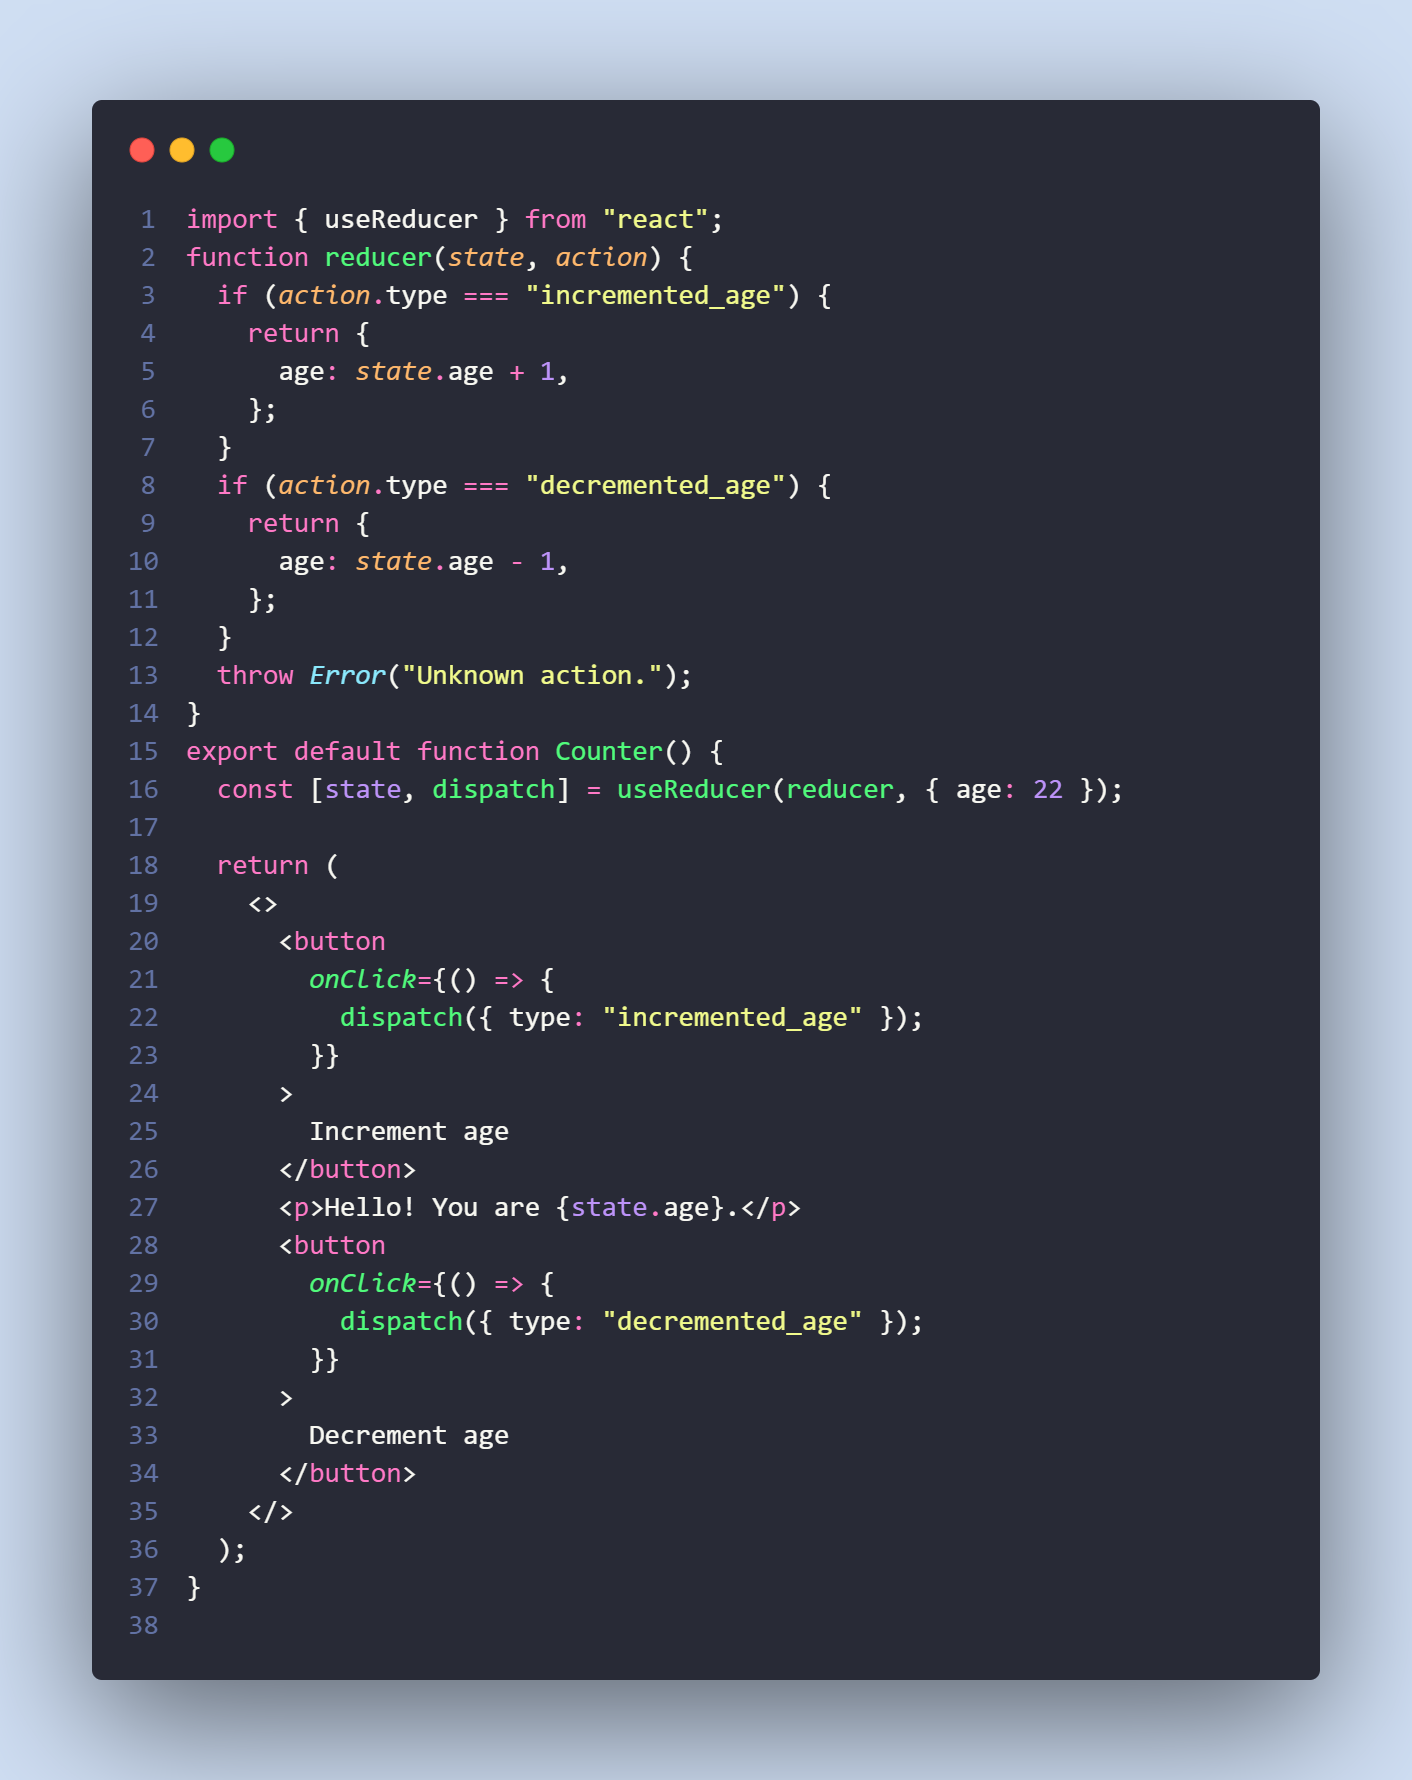 1 import { useReducer } from "react";
2 function reducer(state, action) {
3   if (action.type === "incremented_age") {
4     return {
5       age: state.age + 1,
6     };
7   }
8   if (action.type === "decremented_age") {
9     return {
10       age: state.age - 1,
11     };
12   }
13   throw Error("Unknown action.");
14 }
15 export default function Counter() {
16   const [state, dispatch] = useReducer(reducer, { age: 22 });
17
18   return (
19     <>
20       <button
21         onClick={() => {
22           dispatch({ type: "incremented_age" });
23         }}
24       >
25         Increment age
26       </button>
27       <p>Hello! You are {state.age}.</p>
28       <button
29         onClick={() => {
30           dispatch({ type: "decremented_age" });
31         }}
32       >
33         Decrement age
34       </button>
35     </>
36   );
37 }
38